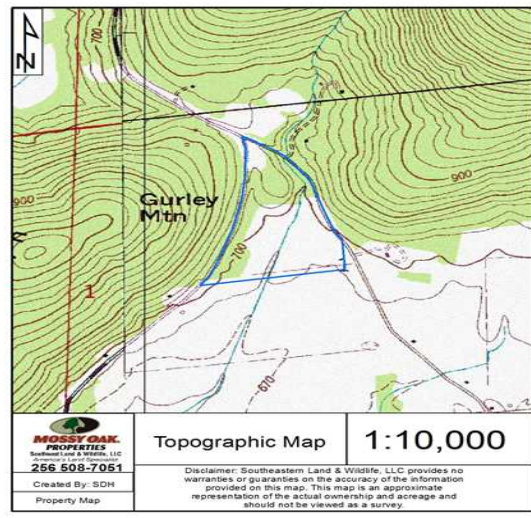 N
700
900
Gurley
Mtn
900
700
1
670
MOSSY OAK
PROPERTIES
Southeast Land & Wildlife, LLC
America's Land Specialist
256 508-7051
Created By: SDH
Property Map
Topographic Map
1:10,000
Disclaimer: Southeastern Land & Wildlife, LLC provides no
warranties or guaranties on the accuracy of the information
provided on this map. This map is an approximate
representation of the actual ownership and acreage and
should not be viewed as a survey.